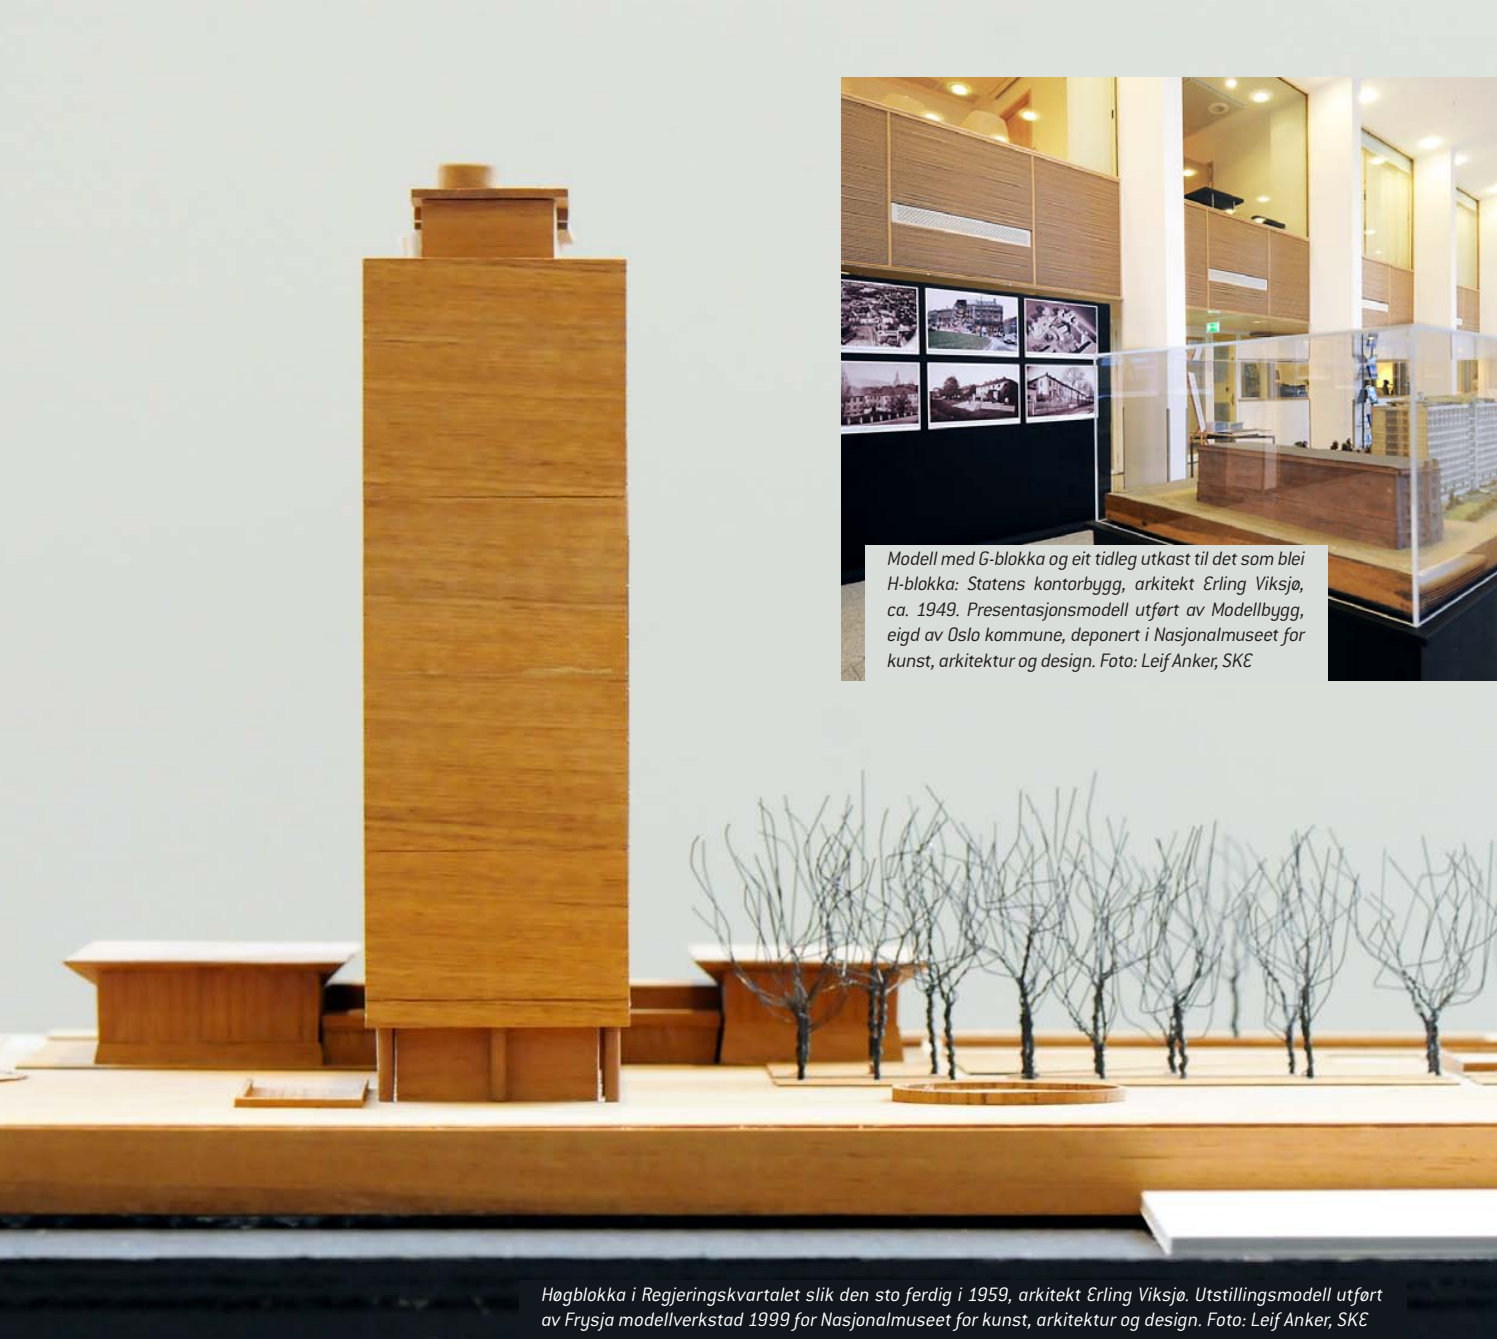 Modell med G-blokka og eit tidleg utkast til det som blei
H-blokka: Statens kontorbygg, arkitekt Erling Viksjø,
ca. 1949. Presentasjonsmodell utført av Modellbygg,
eigd av Oslo kommune, deponert i Nasjonalmuseet for
kunst, arkitektur og design. Foto: Leif Anker, SKE
Høgblokka i Regjeringskvartalet slik den sto ferdig i 1959, arkitekt Erling Viksjø. Utstillingsmodell utført
av Frysja modellverkstad 1999 for Nasjonalmuseet for kunst, arkitektur og design. Foto: Leif Anker, SKE